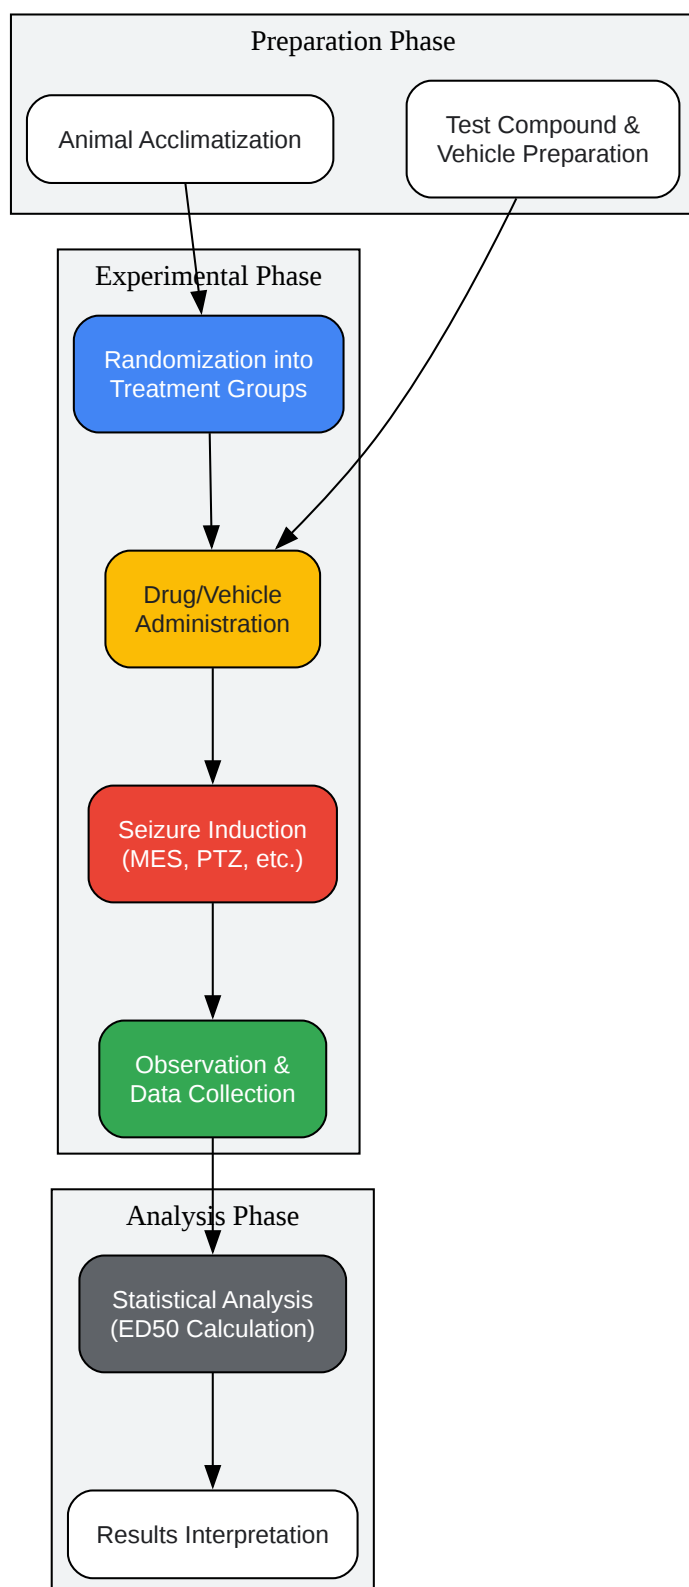 Preparation Phase
Animal Acclimatization
Test Compound &
Vehicle Preparation
Experimental Phase
Randomization into
Treatment Groups
Drug/Vehicle
Administration
Seizure Induction
(MES, PTZ, etc.)
Observation &
Data Collection
Analysis Phase
Statistical Analysis
(ED50 Calculation)
Results Interpretation